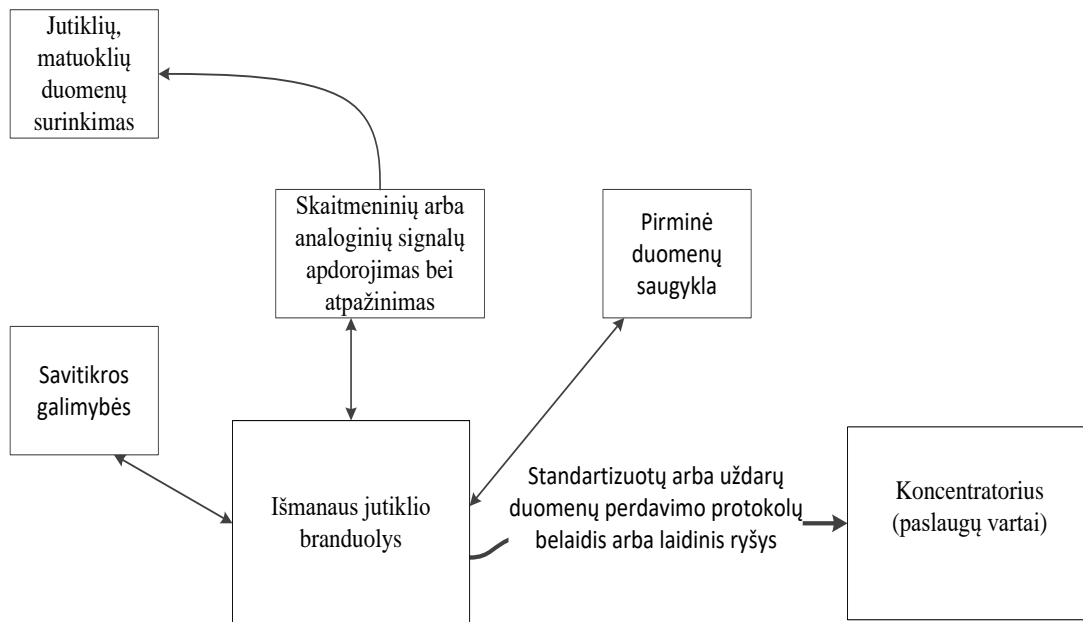 Jutiklių,
matuoklių
duomenų
surinkimas
Skaitmeninių arba
analoginių signalų
apdorojimas bei
atpažinimas
Pirminė
duomenų
saugykla
Savitikros
galimybės
Išmanaus jutiklio
branduolys
Standartizuotų arba uždarų
duomenų perdavimo protokolų
belaidis arba laidinis ryšys
Koncentratorius
(paslaugų vartai)